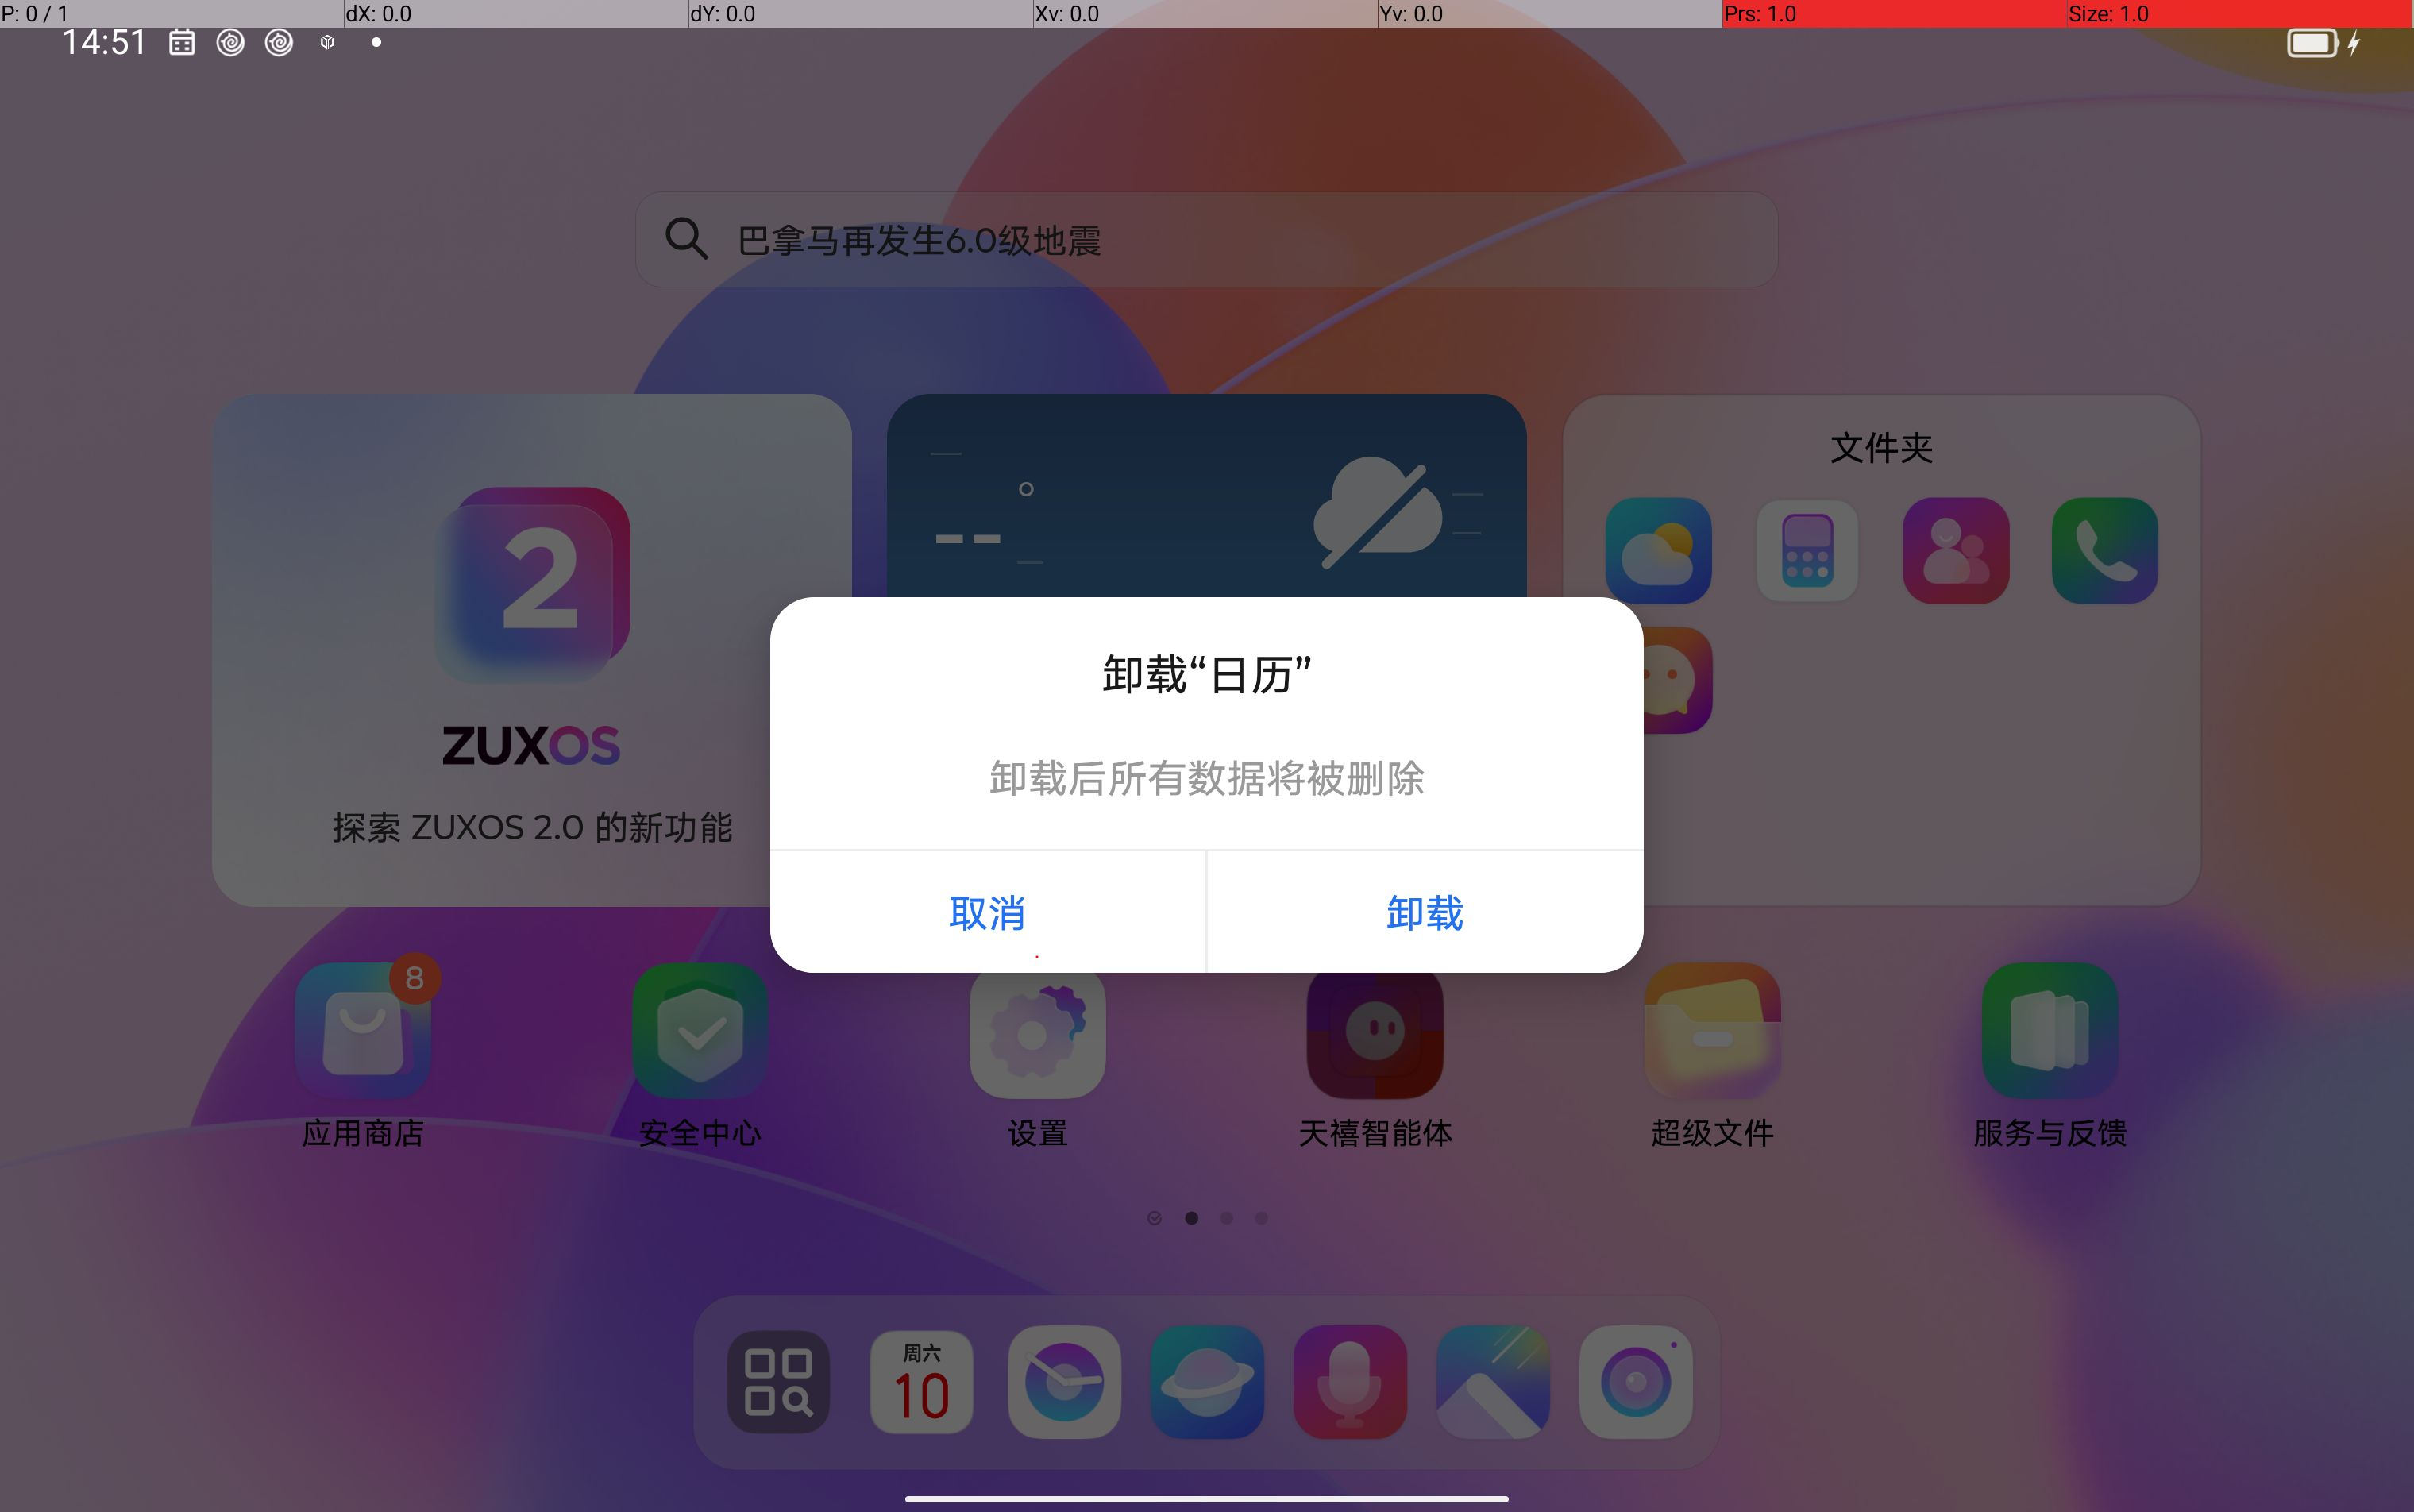 P: 0 / 1 dX: 0.0 dY: 0.0 Xv: 0.0 Yv: 0.0 Prs: 1.0 Size: 1.0
14:51
巴拿马再发生6.0级地震
2
ZUXOS
探索 ZUXOS 2.0 的新功能
--°
文件夹
卸载“日历”
卸载后所有数据将被删除
取消 卸载
8
应用商店 安全中心 设置 天禧智能体 超级文件 服务与反馈
周六
10